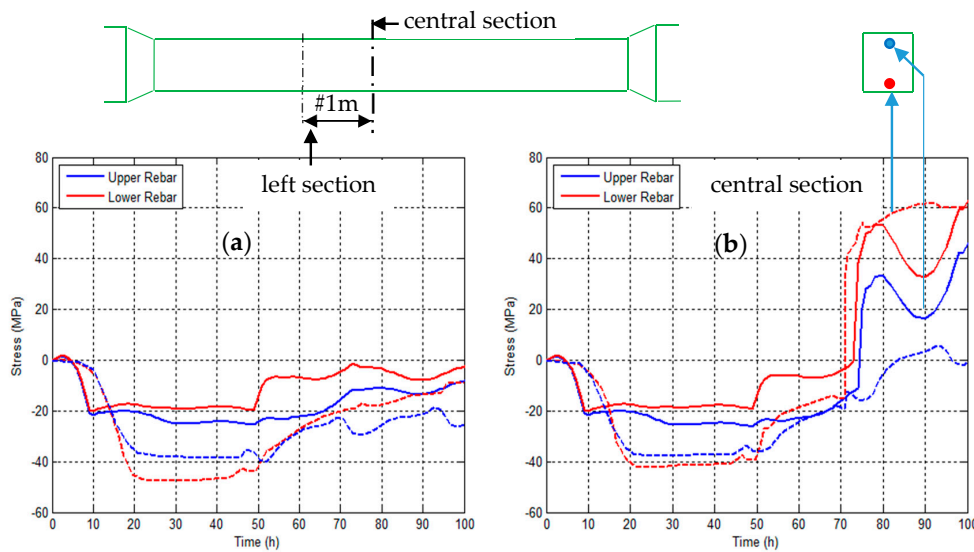 central section
#1m
left section
central section
80
60
40
20
0
-20
-40
-60
Stress (MPa)
Upper Rebar
Lower Rebar
(a)
0 10 20 30 40 50 60 70 80 90 100
Time (h)
80
60
40
20
0
-20
-40
-60
Stress (MPa)
Upper Rebar
Lower Rebar
(b)
0 10 20 30 40 50 60 70 80 90 100
Time (h)